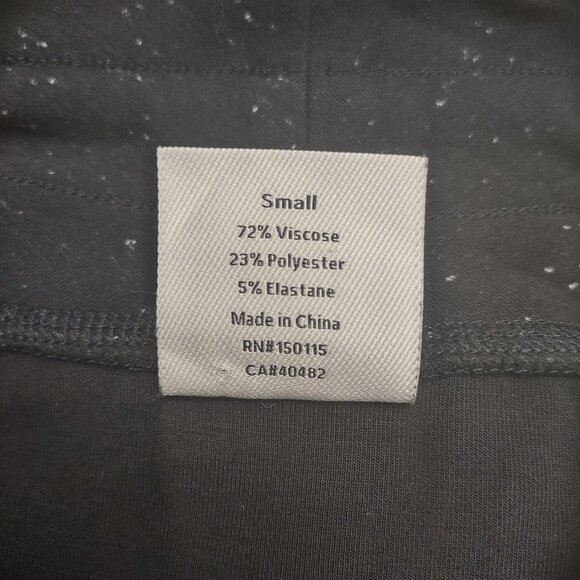 Small
72% Viscose
23% Polyester
5% Elastane
Made in China
RN#150115
CA#40482